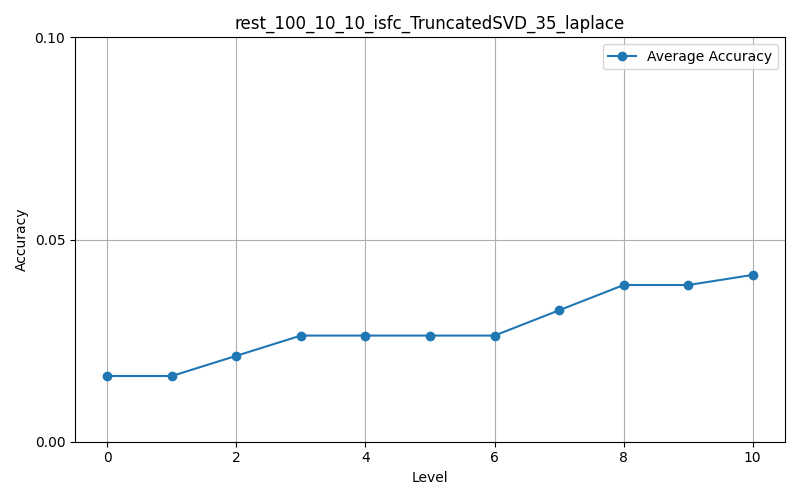 rest_100_10_10_isfc_TruncatedSVD_35_laplace
Average Accuracy
0.10
0.05
0.00
Accuracy
0 2 4 6 8 10
Level